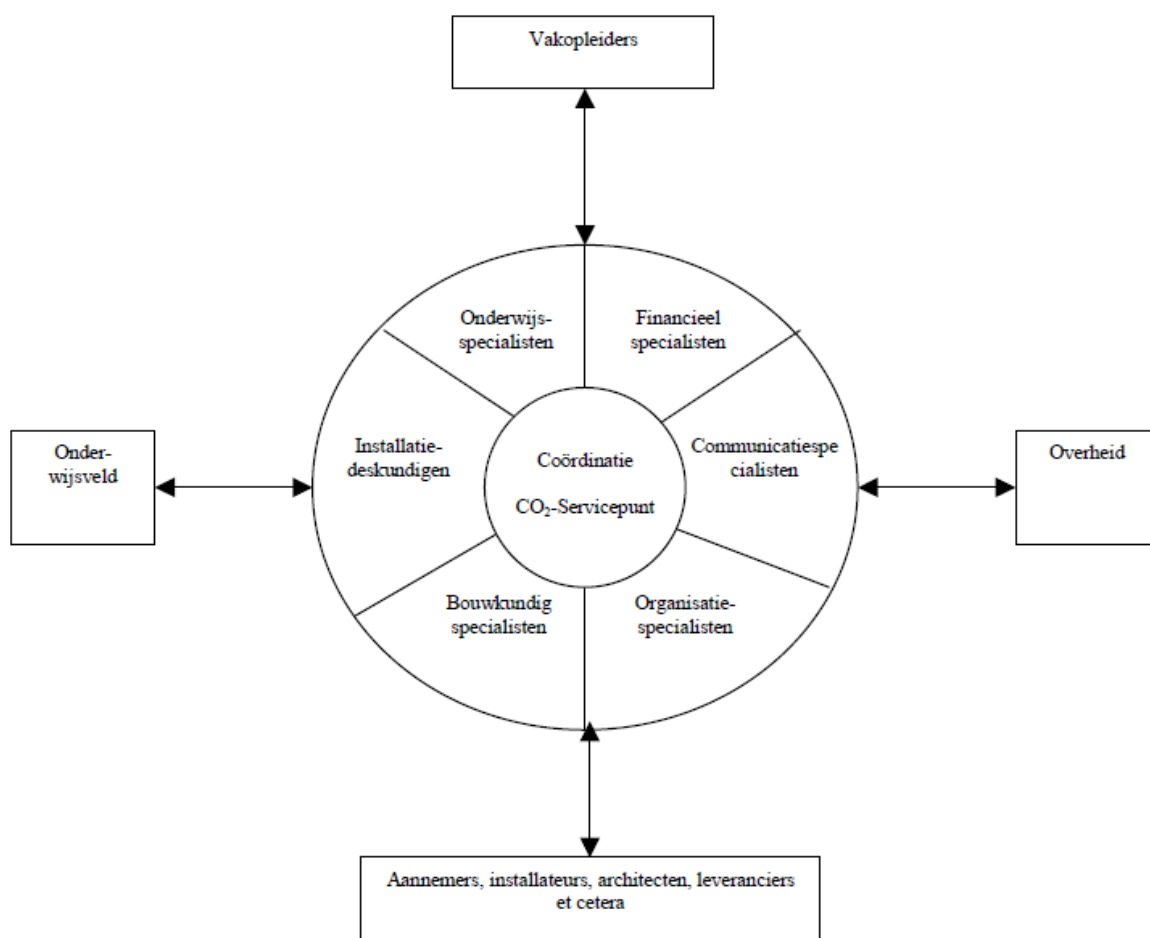 Vakopleiders
Onderwijs-
specialisten
Financieel
specialisten
Onder-
wijsveld
Installatie-
deskundigen
Coördinatie
CO₂-Servicepunt
Communicatiespe
cialisten
Overheid
Bouwkundig
specialisten
Organisatie-
specialisten
Aannemers, installateurs, architecten, leveranciers
et cetera